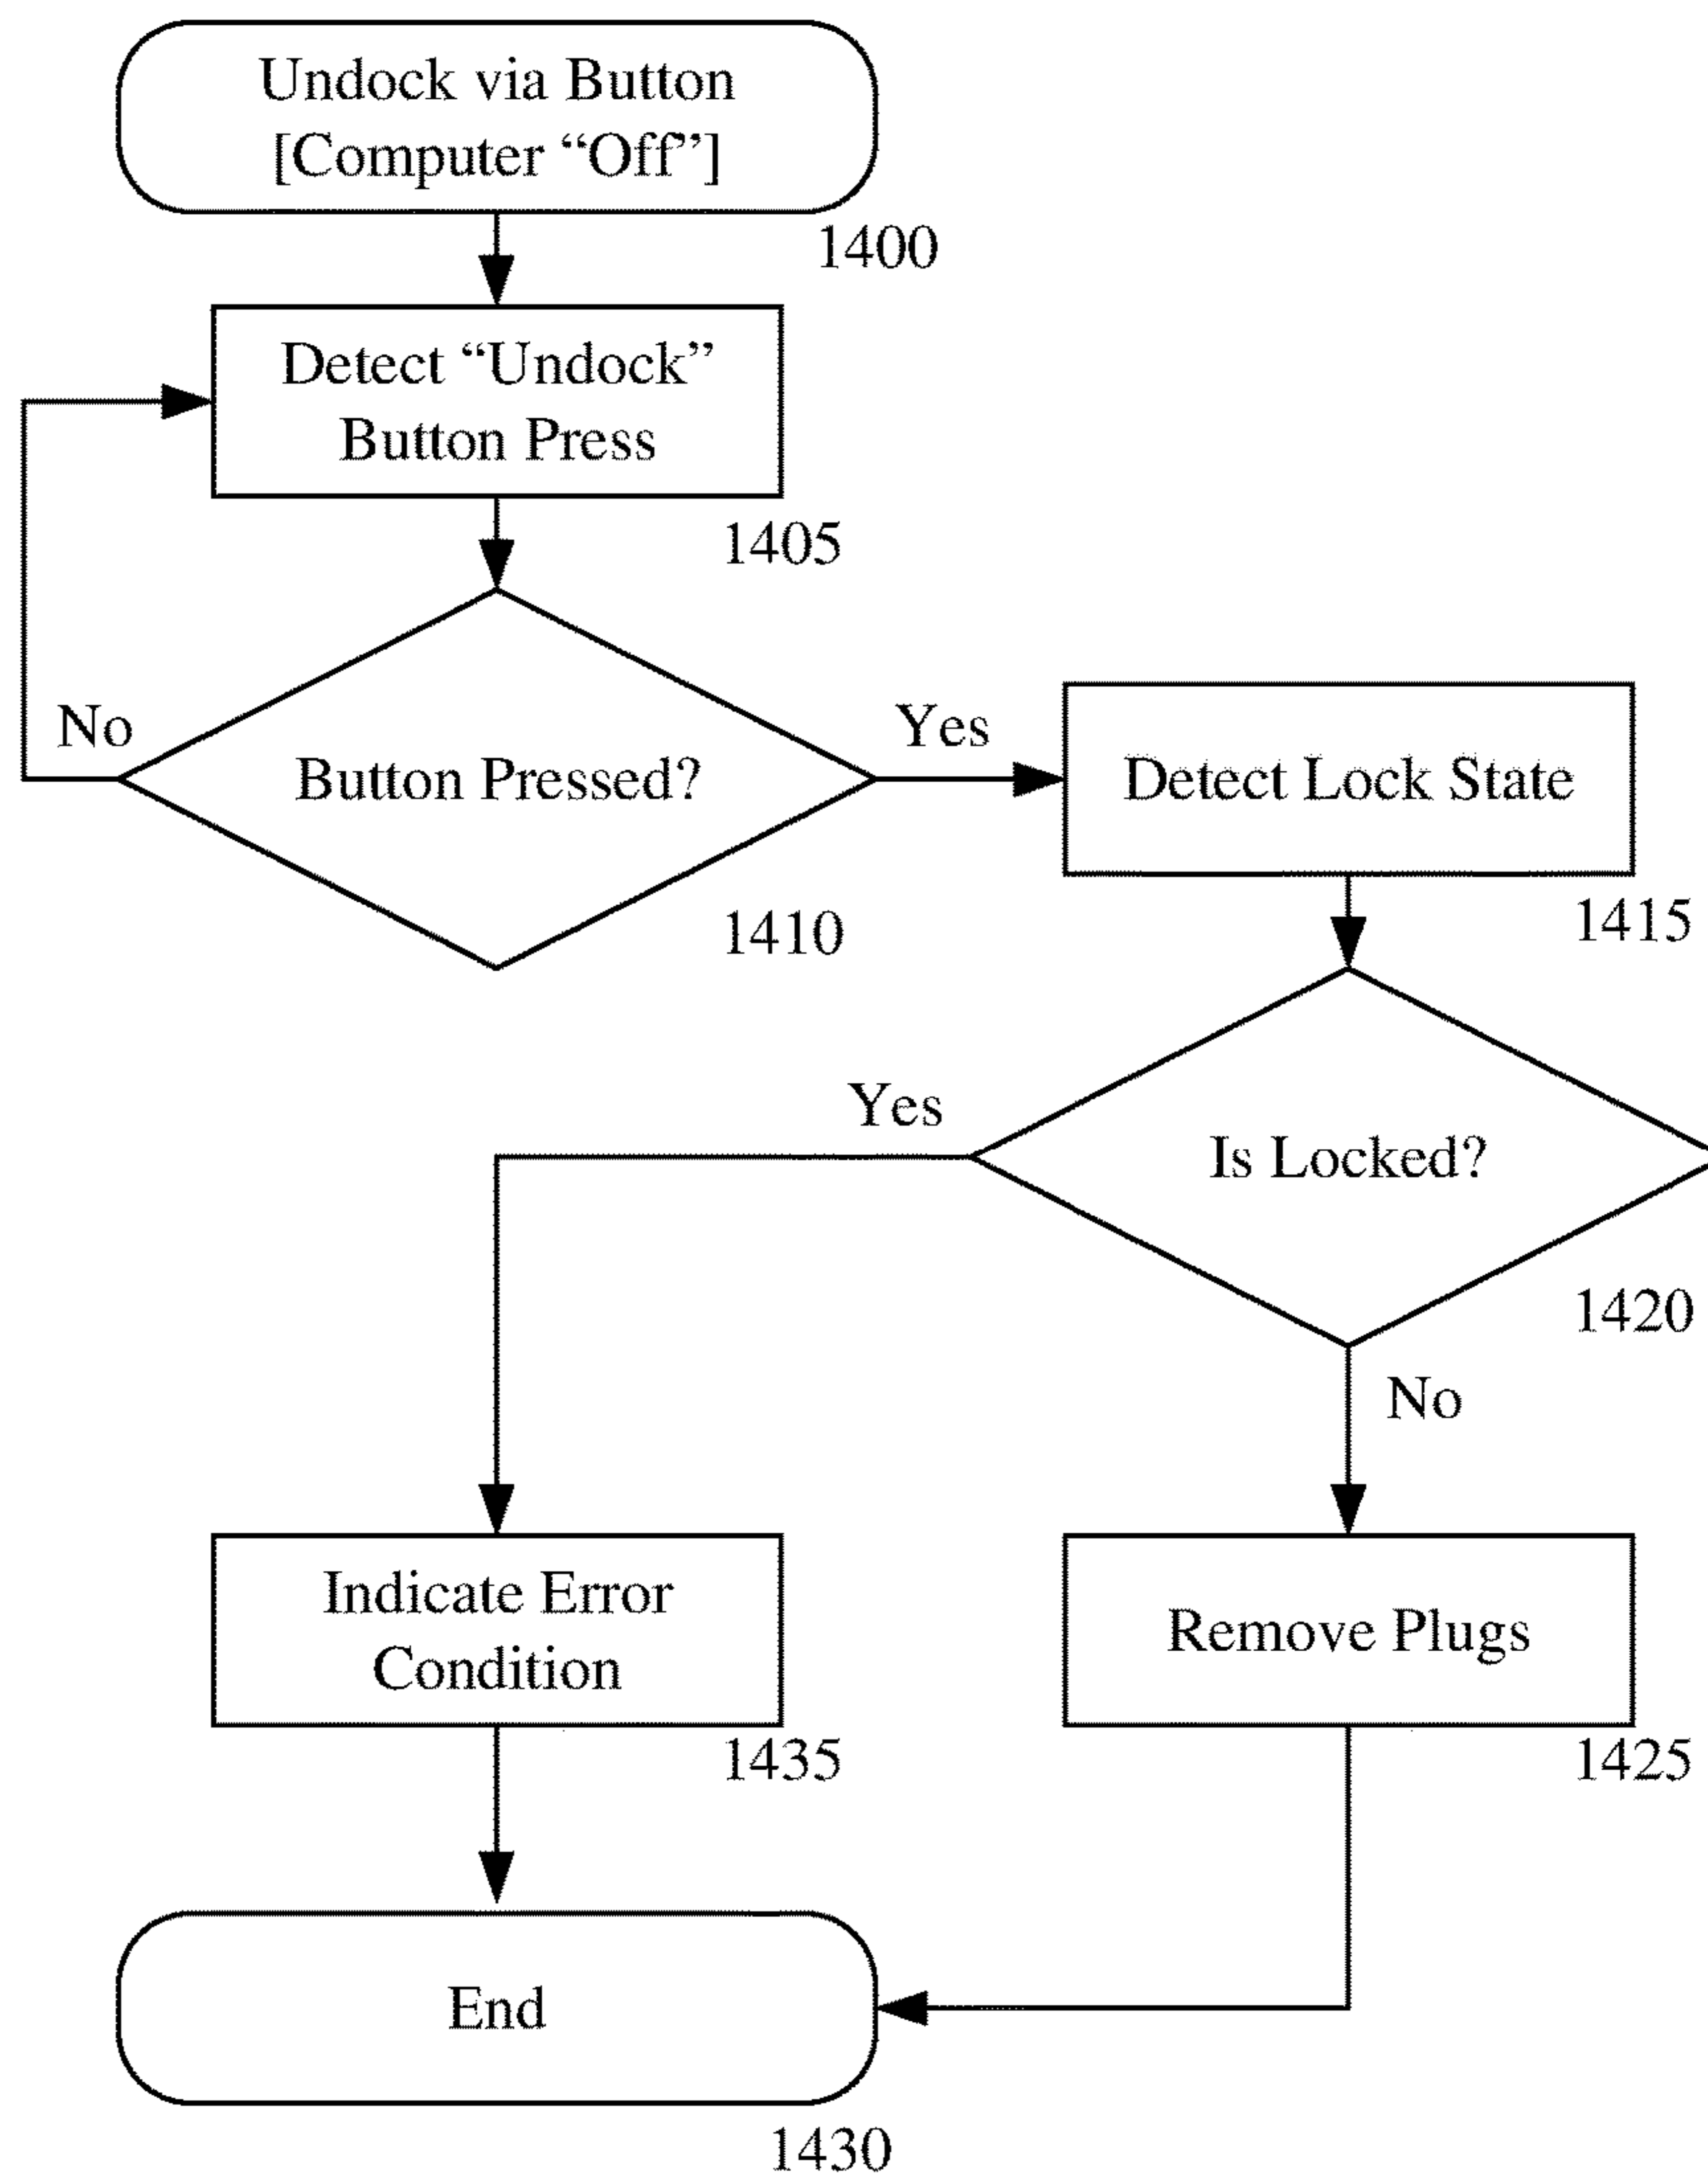 Undock via Button
[Computer “Off”]
1400
Detect “Undock”
Button Press
1405
No
Button Pressed?
Yes
1410
Detect Lock State
1415
Yes
Is Locked?
1420
No
Indicate Error
Condition
1435
Remove Plugs
1425
End
1430